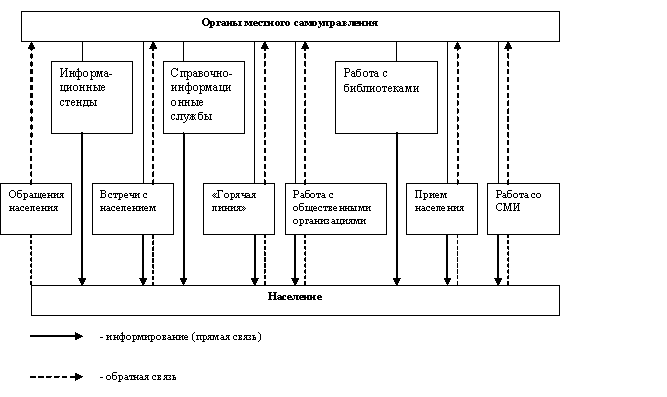 Органы местного самоуправления
Информа-
ционные
стенды
Справочно-
информаци
онные
службы
Работа с
библиотеками
Обращения
населения
Встречи с
населением
«Горячая
линия»
Работа с
общественными
организациями
Прием
населения
Работа со
СМИ
Население
- информирование (прямая связь)
- обратная связь